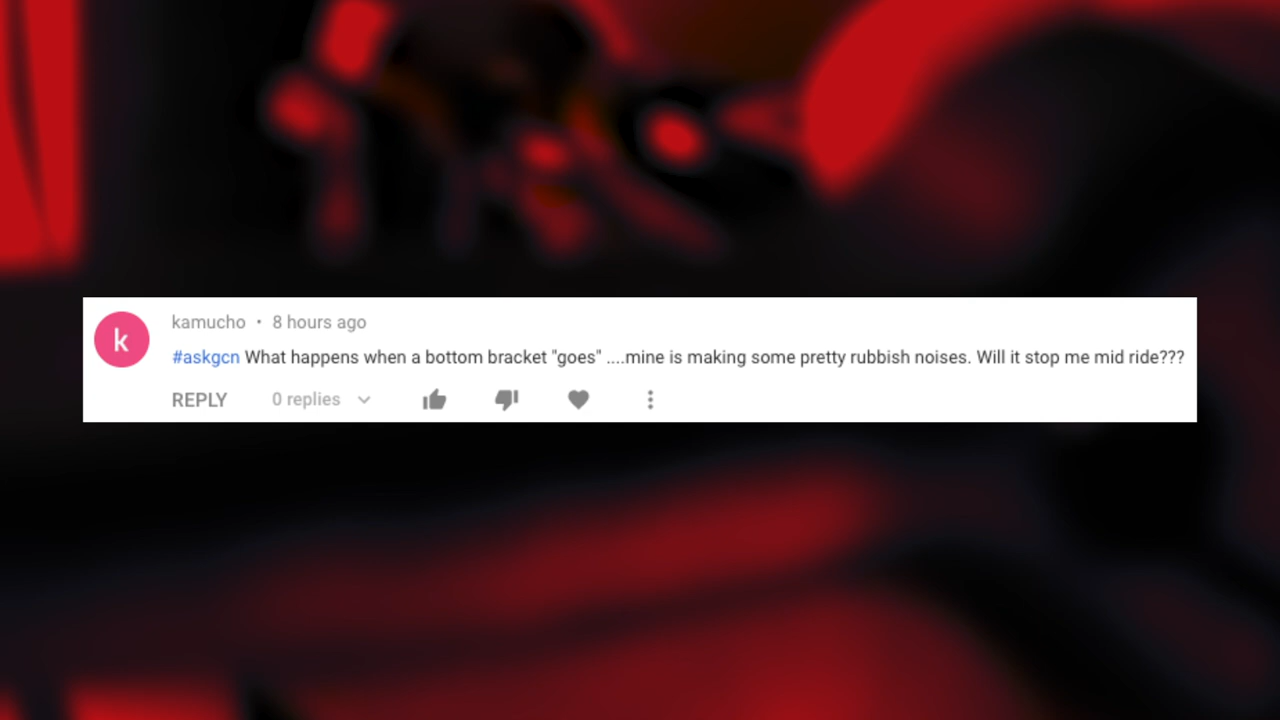 k
kamucho • 8 hours ago
#askgcn What happens when a bottom bracket "goes" ....mine is making some pretty rubbish noises. Will it stop me mid ride???
REPLY 0 replies